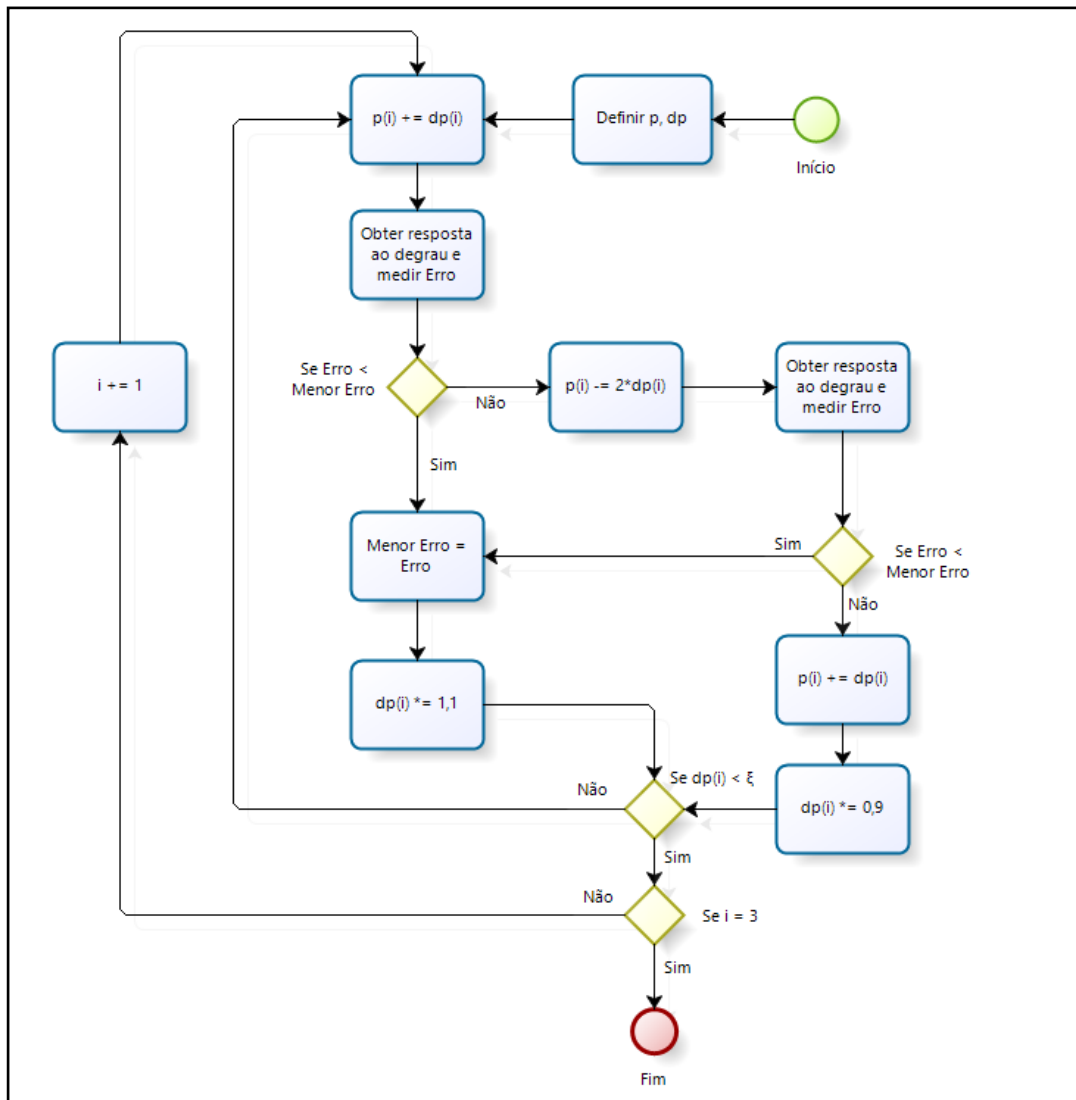 p(i) += dp(i)
Definir p, dp
Início
Obter resposta
ao degrau e
medir Erro
i += 1
Se Erro <
Menor Erro
Não
p(i) -= 2*dp(i)
Obter resposta
ao degrau e
medir Erro
Sim
Menor Erro =
Erro
Sim
Se Erro <
Menor Erro
Não
dp(i) *= 1,1
p(i) += dp(i)
Não
Se dp(i) < ξ
dp(i) *= 0,9
Sim
Não
Se i = 3
Sim
Fim